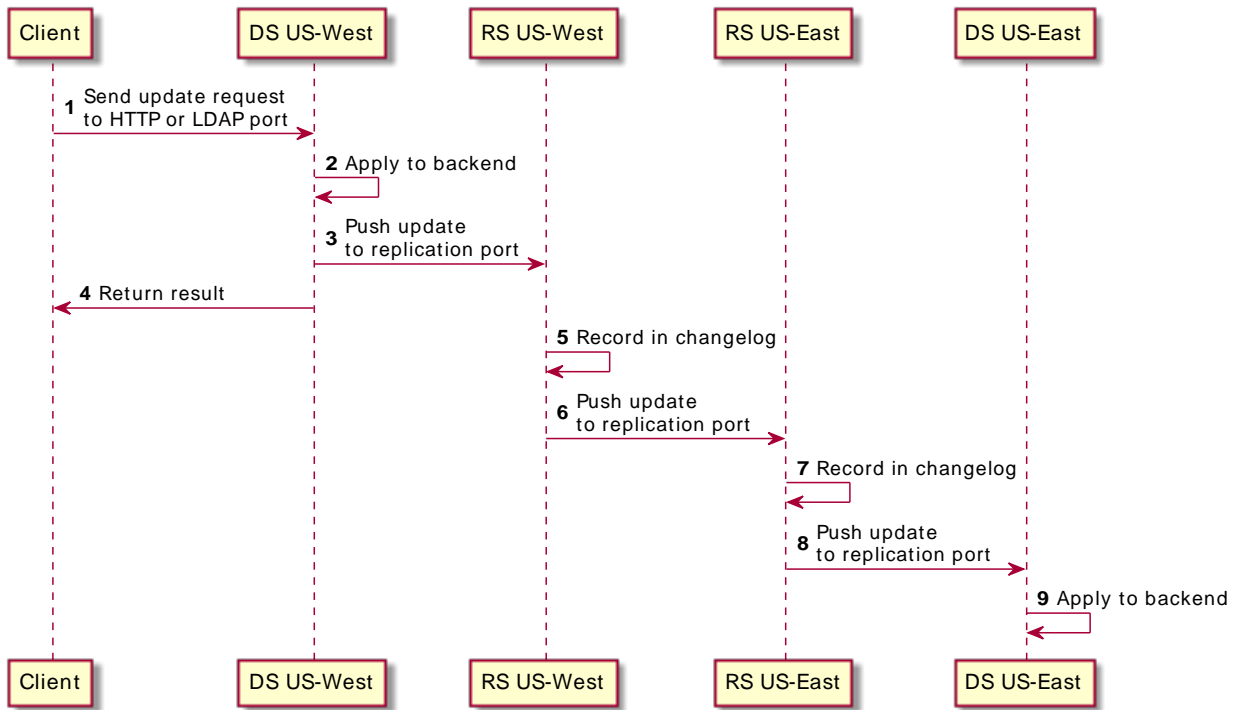 Client
DS US-West
RS US-West
RS US-East
DS US-East
1 Send update request
to HTTP or LDAP port
2 Apply to backend
3 Push update
to replication port
4 Return result
5 Record in changelog
6 Push update
to replication port
7 Record in changelog
8 Push update
to replication port
9 Apply to backend
Client
DS US-West
RS US-West
RS US-East
DS US-East